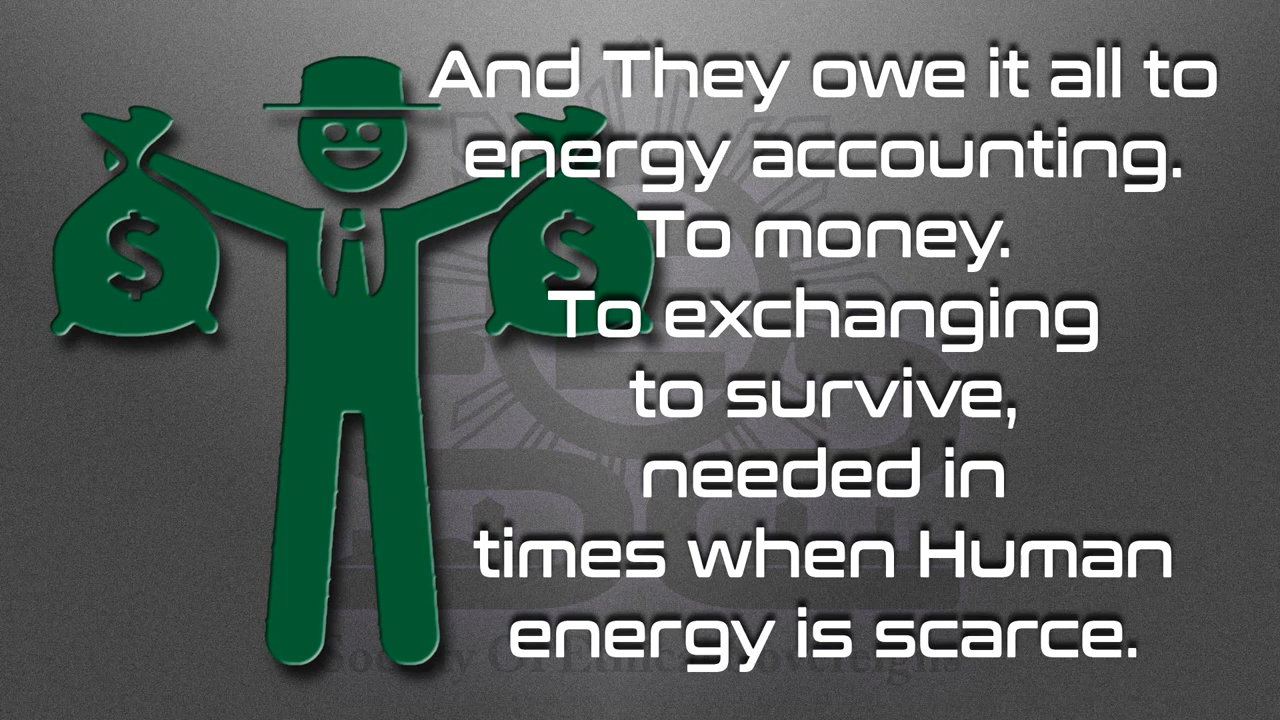 And They owe it all to
energy accounting.
To money.
To exchanging
to survive,
needed in
times when Human
energy is scarce.
$
$